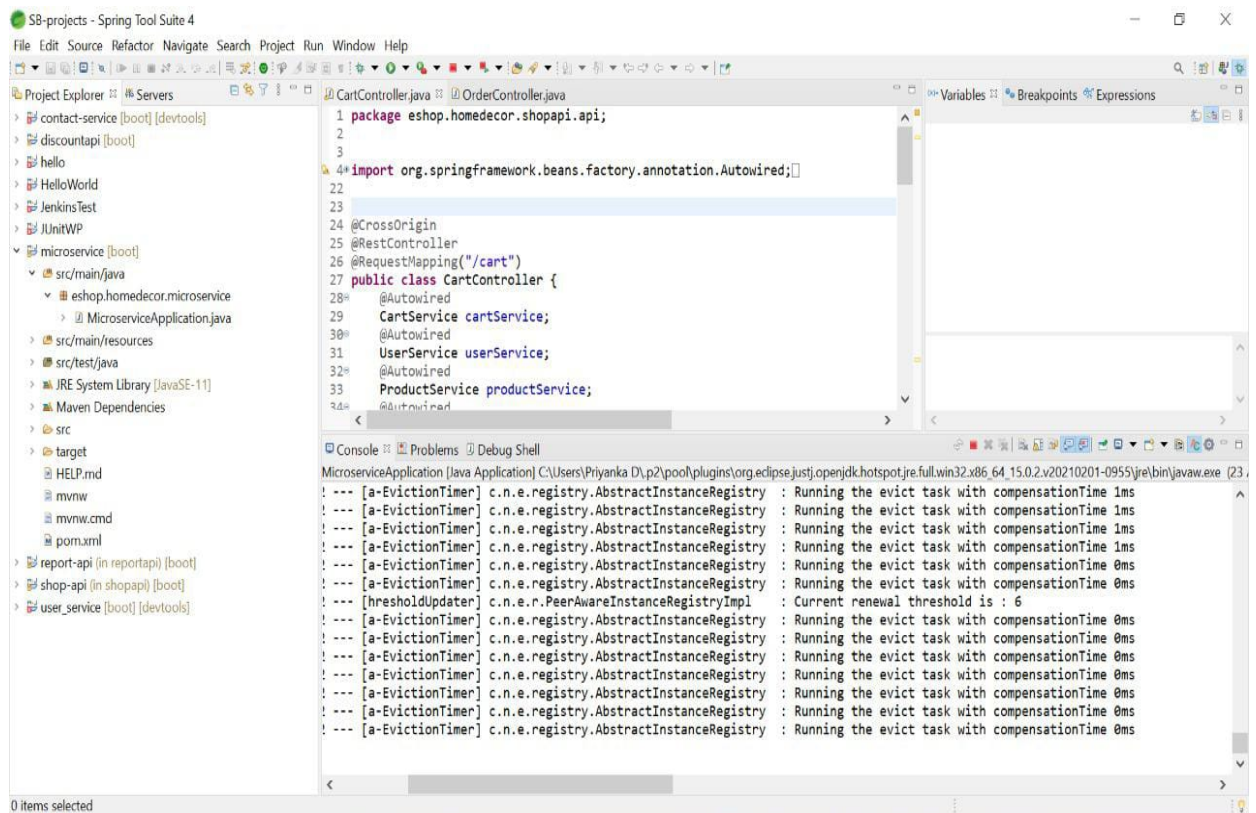 SB-projects - Spring Tool Suite 4
File Edit Source Refactor Navigate Search Project Run Window Help
Project Explorer Servers
contact-service [boot] [devtools]
discountapi [boot]
hello
HelloWorld
JenkinsTest
JUnitWP
microservice [boot]
src/main/java
eshop.homedecor.microservice
MicroserviceApplication.java
src/main/resources
src/test/java
JRE System Library [JavaSE-11]
Maven Dependencies
src
target
HELP.md
mvnw
mvnw.cmd
pom.xml
report-api (in reportapi) [boot]
shop-api (in shopapi) [boot]
user_service [boot] [devtools]
CartController.java OrderController.java
1 package eshop.homedecor.shopapi.api;
2
3
4 import org.springframework.beans.factory.annotation.Autowired;
22
23
24 @CrossOrigin
25 @RestController
26 @RequestMapping("/cart")
27 public class CartController {
28 @Autowired
29 CartService cartService;
30 @Autowired
31 UserService userService;
32 @Autowired
33 ProductService productService;
34 @Autowired
Variables Breakpoints Expressions
Console Problems Debug Shell
MicroserviceApplication [Java Application] C:\Users\Priyanka D\.p2\pool\plugins\org.eclipse.justj.openjdk.hotspot.jre.full.win32.x86_64_15.0.2.v20210201-0955\jre\bin\javaw.exe (23
! --- [a-EvictionTimer] c.n.e.registry.AbstractInstanceRegistry : Running the evict task with compensationTime 1ms
! --- [a-EvictionTimer] c.n.e.registry.AbstractInstanceRegistry : Running the evict task with compensationTime 1ms
! --- [a-EvictionTimer] c.n.e.registry.AbstractInstanceRegistry : Running the evict task with compensationTime 1ms
! --- [a-EvictionTimer] c.n.e.registry.AbstractInstanceRegistry : Running the evict task with compensationTime 1ms
! --- [a-EvictionTimer] c.n.e.registry.AbstractInstanceRegistry : Running the evict task with compensationTime 0ms
! --- [a-EvictionTimer] c.n.e.registry.AbstractInstanceRegistry : Running the evict task with compensationTime 0ms
! --- [hresholdUpdater] c.n.e.r.PeerAwareInstanceRegistryImpl : Current renewal threshold is : 6
! --- [a-EvictionTimer] c.n.e.registry.AbstractInstanceRegistry : Running the evict task with compensationTime 0ms
! --- [a-EvictionTimer] c.n.e.registry.AbstractInstanceRegistry : Running the evict task with compensationTime 0ms
! --- [a-EvictionTimer] c.n.e.registry.AbstractInstanceRegistry : Running the evict task with compensationTime 0ms
! --- [a-EvictionTimer] c.n.e.registry.AbstractInstanceRegistry : Running the evict task with compensationTime 0ms
! --- [a-EvictionTimer] c.n.e.registry.AbstractInstanceRegistry : Running the evict task with compensationTime 0ms
! --- [a-EvictionTimer] c.n.e.registry.AbstractInstanceRegistry : Running the evict task with compensationTime 0ms
! --- [a-EvictionTimer] c.n.e.registry.AbstractInstanceRegistry : Running the evict task with compensationTime 0ms
0 items selected